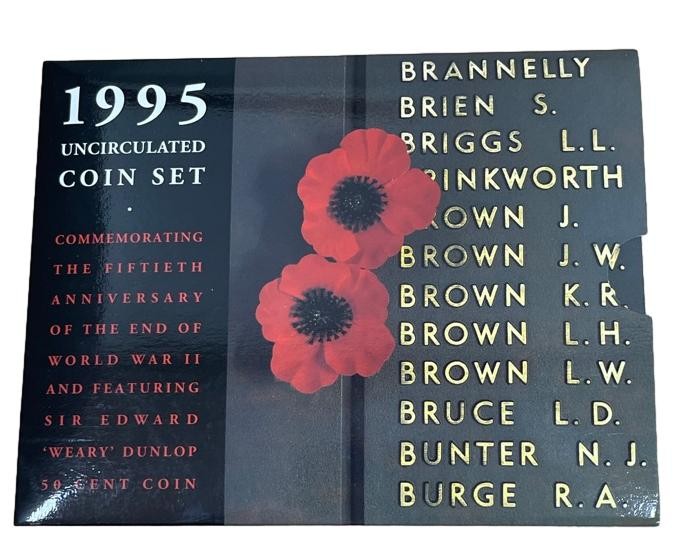 1995
UNCIRCULATED
COIN SET
•
COMMEMORATING
THE FIFTIETH
ANNIVERSARY
OF THE END OF
WORLD WAR II
AND FEATURING
SIR EDWARD
‘WEARY’ DUNLOP
50 CENT COIN
BRANNELLY
BRIEN S.
BRIGGS L.L.
RINKWORTH
ROWN J.
BROWN J.W.
BROWN K.R.
BROWN L.H.
BROWN L.W.
BRUCE L.D.
BUNTER N.J.
BURGE R.A.